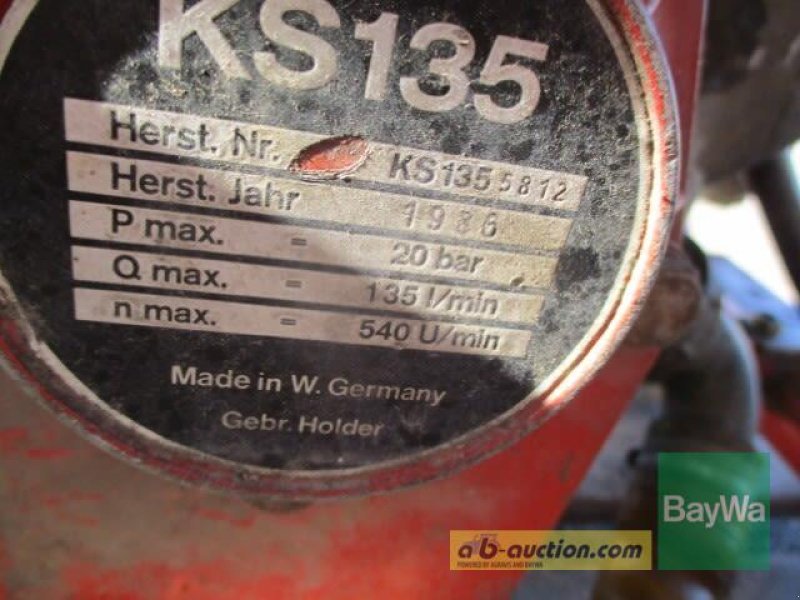 KS135
Herst. Nr. KS135 5812
Herst. Jahr 1986
P max. = 20 bar
Q max. = 135 l/min
n max. = 540 U/min
Made in W. Germany
Gebr. Holder
BayWa
ab-auction.com
POWERED BY AGRAVIS AND BAYWA